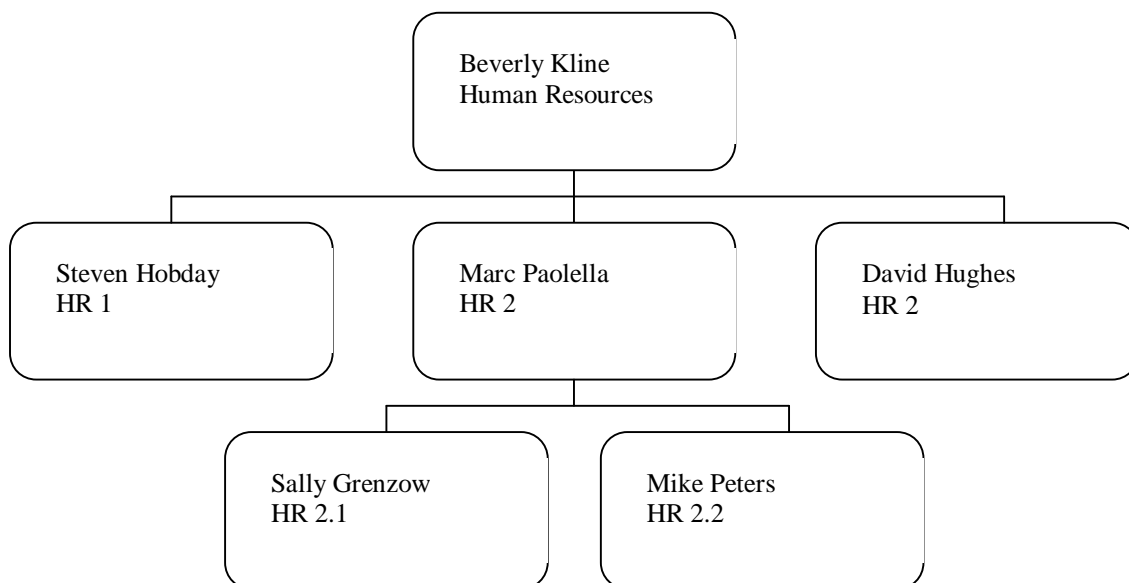 Beverly Kline
Human Resources
Steven Hobday
HR 1
Marc Paolella
HR 2
David Hughes
HR 2
Sally Grenzow
HR 2.1
Mike Peters
HR 2.2